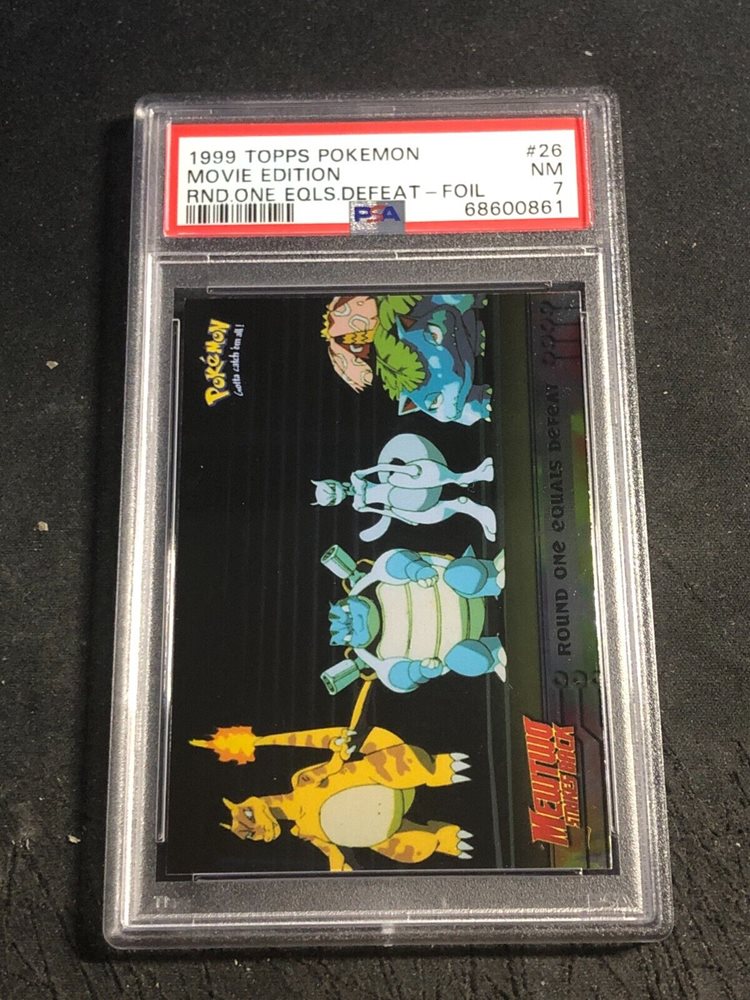 1999 TOPPS POKEMON #26
MOVIE EDITION NM
RND.ONE EQLS.DEFEAT-FOIL 7
PSA 68600861
POKéMON
Gotta catch 'em all!
ROUND ONE EQUALS DEFEAT
MEWTWO
STRIKES BACK